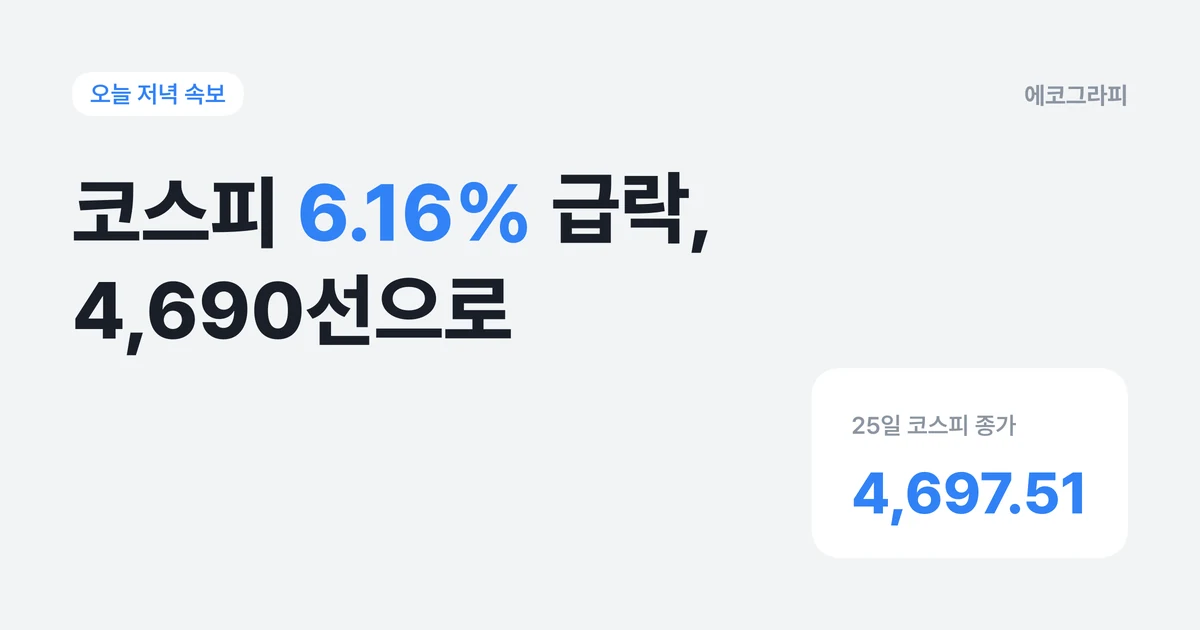 오늘 저녁 속보
에코그라피
코스피 6.16% 급락,
4,690선으로
25일 코스피 종가
4,697.51